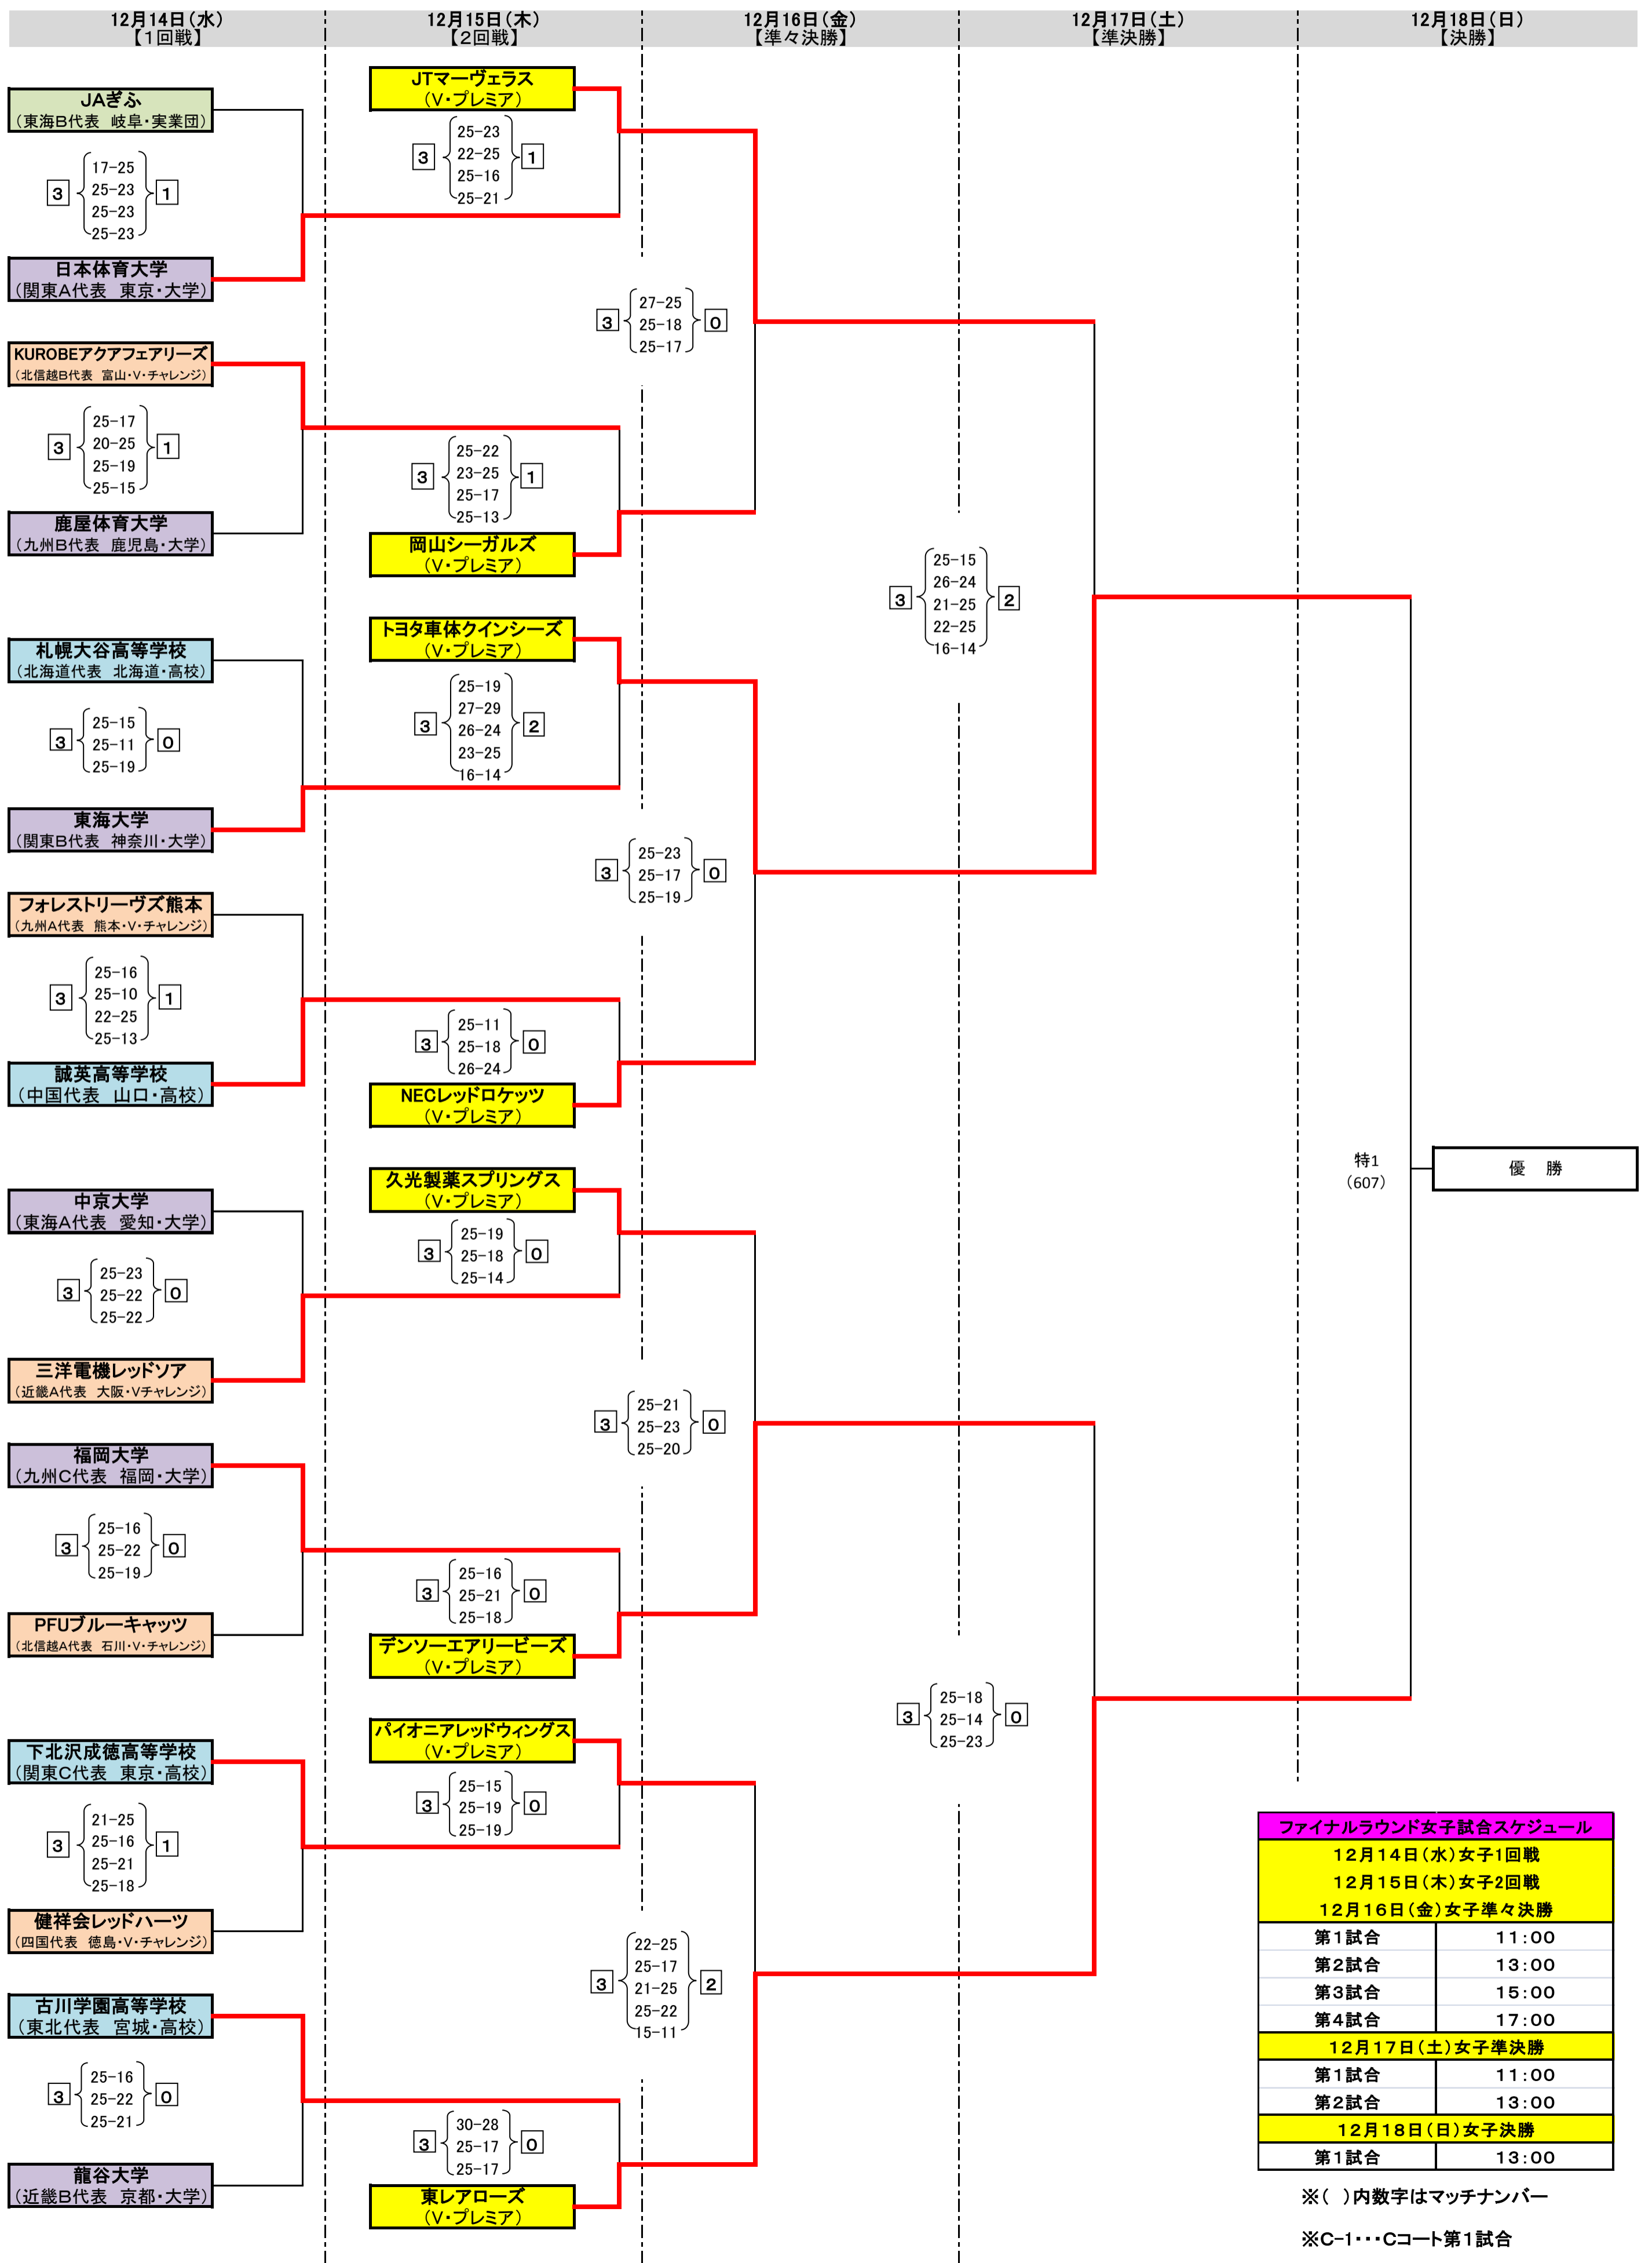 12月14日（水）
【１回戦】
12月15日（木）
【２回戦】
12月16日（金）
【準々決勝】
12月17日（土）
【準決勝】
12月18日（日）
【決勝】
JAぎふ
（東海B代表　岐阜・実業団）
3
17-25
25-23
25-23
25-23
1
日本体育大学
（関東A代表　東京・大学）
KUROBEアクアフェアリーズ
（北信越B代表　富山・V・チャレンジ）
3
25-17
20-25
25-19
25-15
1
鹿屋体育大学
（九州B代表　鹿児島・大学）
札幌大谷高等学校
（北海道代表　北海道・高校）
3
25-15
25-11
25-19
0
東海大学
（関東B代表　神奈川・大学）
フォレストリーヴズ熊本
（九州A代表　熊本・V・チャレンジ）
3
25-16
25-10
22-25
25-13
1
誠英高等学校
（中国代表　山口・高校）
中京大学
（東海A代表　愛知・大学）
3
25-23
25-22
25-22
0
三洋電機レッドソア
（近畿A代表　大阪・Vチャレンジ）
福岡大学
（九州C代表　福岡・大学）
3
25-16
25-22
25-19
0
PFUブルーキャッツ
（北信越A代表　石川・V・チャレンジ）
下北沢成徳高等学校
（関東C代表　東京・高校）
3
21-25
25-16
25-21
25-18
1
健祥会レッドハーツ
（四国代表　徳島・V・チャレンジ）
古川学園高等学校
（東北代表　宮城・高校）
3
25-16
25-22
25-21
0
龍谷大学
（近畿B代表　京都・大学）
JTマーヴェラス
（V・プレミア）
3
25-23
22-25
25-16
25-21
1
3
25-22
23-25
25-17
25-13
1
岡山シーガルズ
（V・プレミア）
トヨタ車体クインシーズ
（V・プレミア）
3
25-19
27-29
26-24
23-25
16-14
2
3
25-11
25-18
26-24
0
NECレッドロケッツ
（V・プレミア）
久光製薬スプリングス
（V・プレミア）
3
25-19
25-18
25-14
0
3
25-16
25-21
25-18
0
デンソーエアリービーズ
（V・プレミア）
パイオニアレッドウィングス
（V・プレミア）
3
25-15
25-19
25-19
0
3
30-28
25-17
25-17
0
東レアローズ
（V・プレミア）
3
27-25
25-18
25-17
0
3
25-23
25-17
25-19
0
3
25-21
25-23
25-20
0
3
22-25
25-17
21-25
25-22
15-11
2
3
25-15
26-24
21-25
22-25
16-14
2
3
25-18
25-14
25-23
0
特1
（607）
優　勝
ファイナルラウンド女子試合スケジュール
１２月１４日（水）女子１回戦
１２月１５日（木）女子２回戦
１２月１６日（金）女子準々決勝
第１試合　１１：００
第２試合　１３：００
第３試合　１５：００
第４試合　１７：００
１２月１７日（土）女子準決勝
第１試合　１１：００
第２試合　１３：００
１２月１８日（日）女子決勝
第１試合　１３：００
※（　）内数字はマッチナンバー
※C-1・・・Cコート第１試合